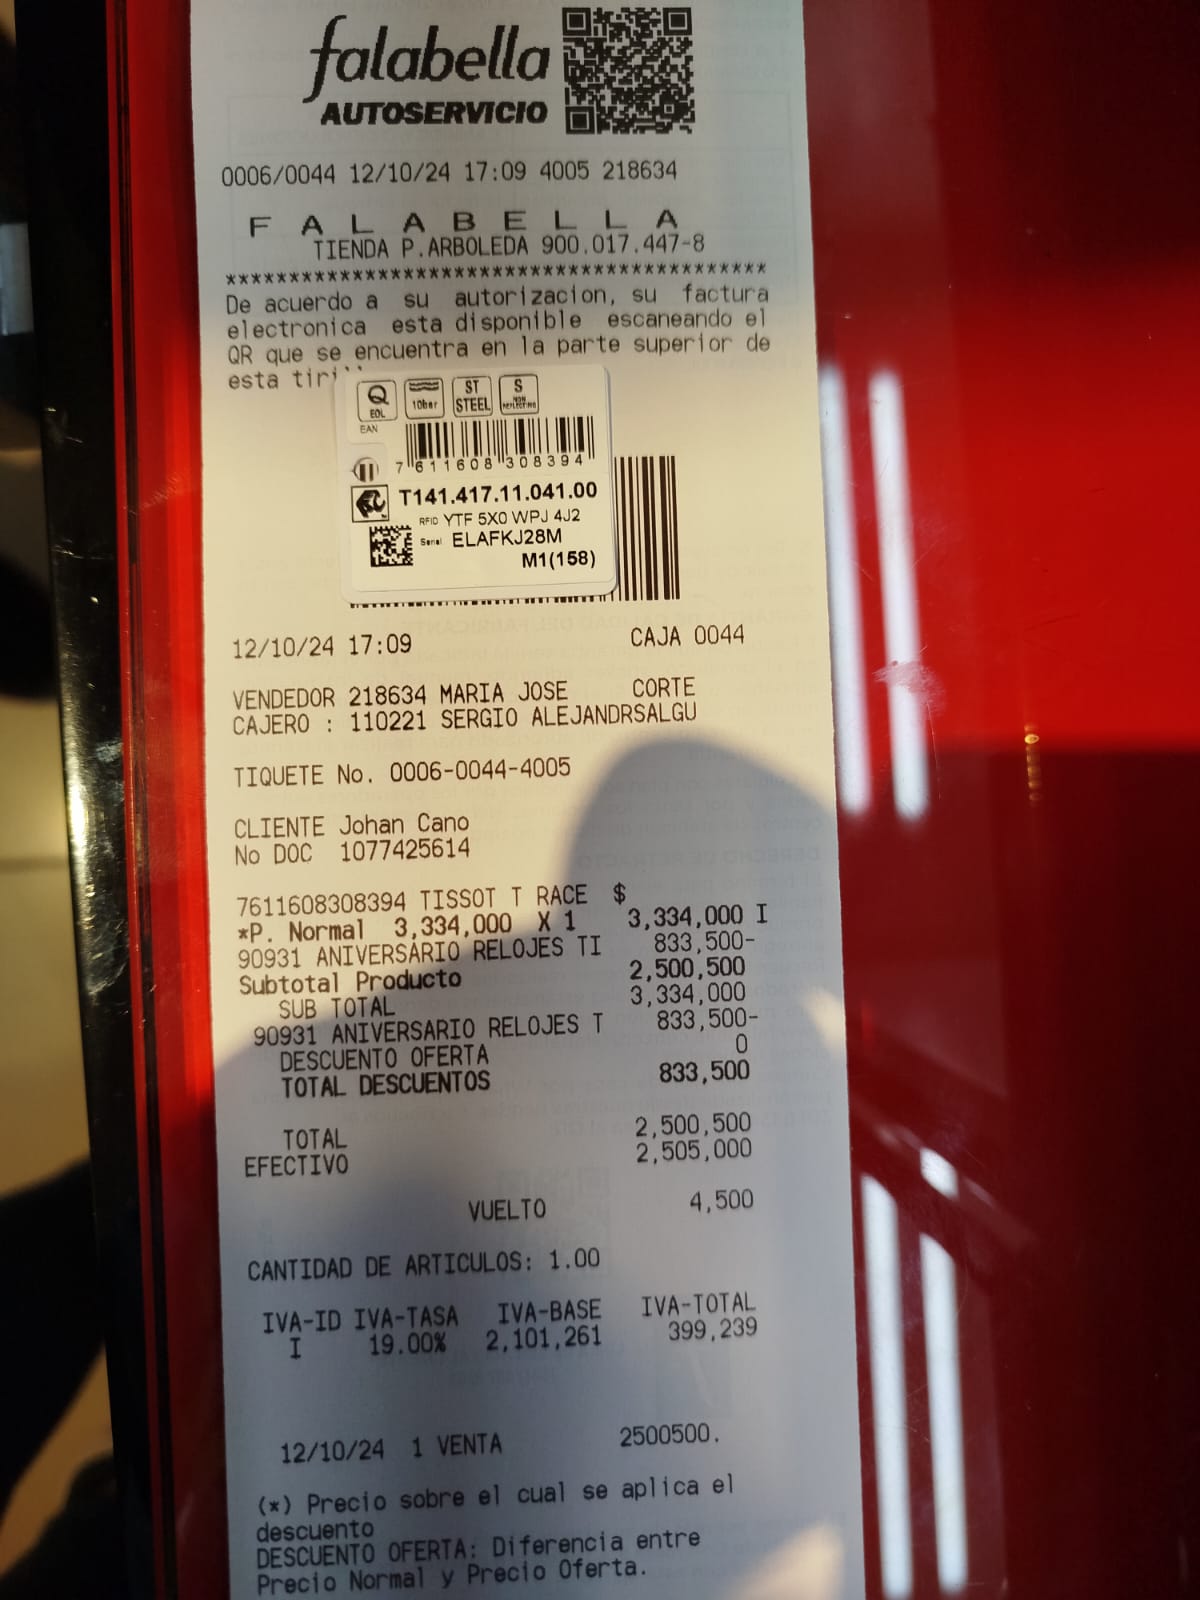 falabella
AUTOSERVICIO
0006/0044 12/10/24 17:09 4005 218634
F A L A B E L L A
TIENDA P.ARBOLEDA 900.017.447-8
******************************************
De acuerdo a su autorizacion, su factura
electronica esta disponible escaneando el
QR que se encuentra en la parte superior de
esta
Q EOL
10bar
ST STEEL
S NON REFLECTING
EAN
7 611608 308394
T141.417.11.041.00
RFID YTF 5X0 WPJ 4J2
Serial ELAFKJ28M
M1(158)
12/10/24 17:09 CAJA 0044
VENDEDOR 218634 MARIA JOSE CORTE
CAJERO : 110221 SERGIO ALEJANDRSALGU
TIQUETE No. 0006-0044-4005
CLIENTE Johan Cano
No DOC 1077425614
7611608308394 TISSOT T RACE $
*P. Normal 3,334,000 X 1 3,334,000 I
90931 ANIVERSARIO RELOJES TI 833,500-
Subtotal Producto 2,500,500
SUB TOTAL 3,334,000
90931 ANIVERSARIO RELOJES T 833,500-
DESCUENTO OFERTA 0
TOTAL DESCUENTOS 833,500
TOTAL 2,500,500
EFECTIVO 2,505,000
VUELTO 4,500
CANTIDAD DE ARTICULOS: 1.00
IVA-ID IVA-TASA IVA-BASE IVA-TOTAL
I 19.00% 2,101,261 399,239
12/10/24 1 VENTA 2500500.
(*) Precio sobre el cual se aplica el
descuento
DESCUENTO OFERTA: Diferencia entre
Precio Normal y Precio Oferta.